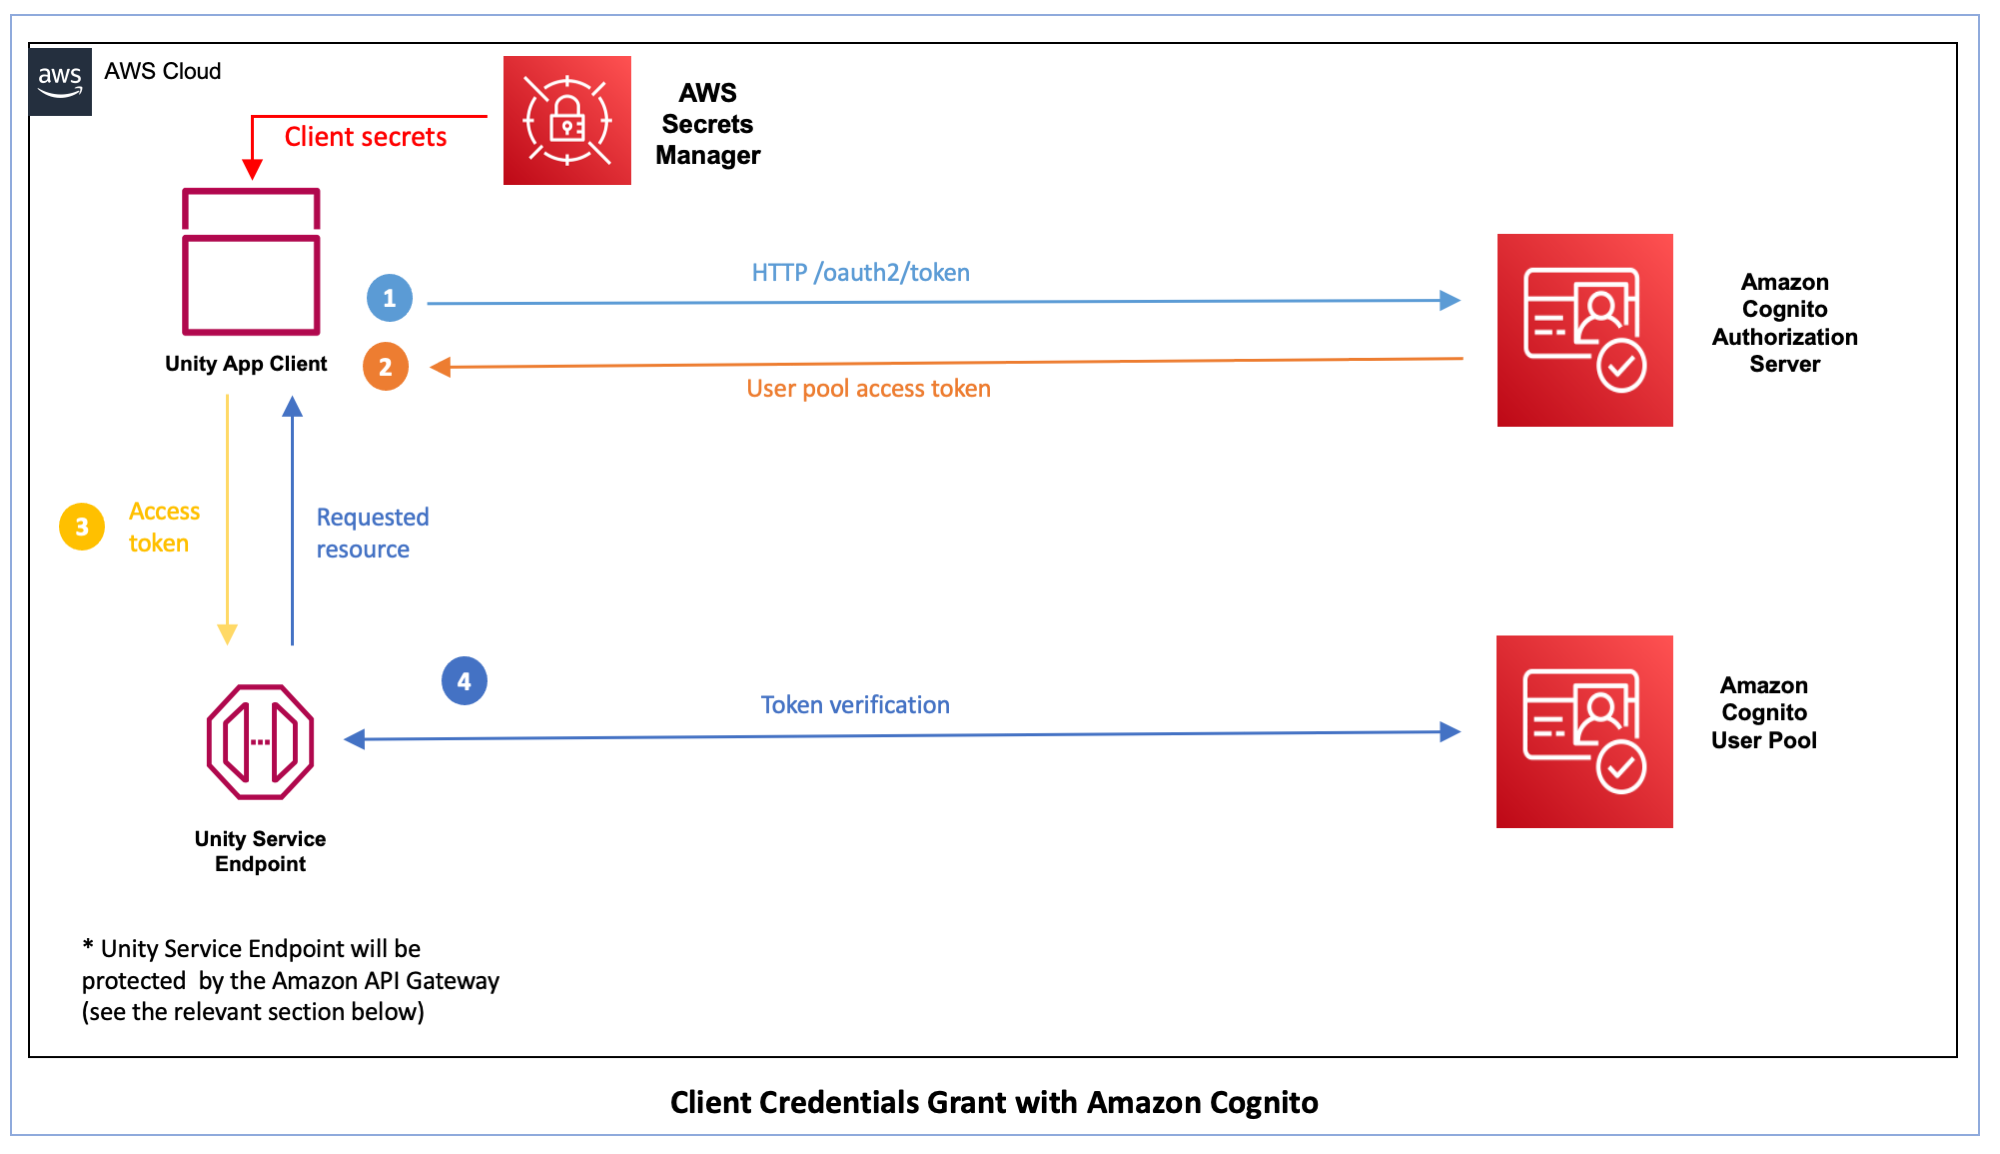 aws
AWS Cloud
AWS
Secrets
Manager
Client secrets
HTTP /oauth2/token
1
Amazon
Cognito
Authorization
Server
Unity App Client
2
User pool access token
3
Access
token
Requested
resource
4
Token verification
Amazon
Cognito
User Pool
Unity Service
Endpoint
* Unity Service Endpoint will be
protected  by the Amazon API Gateway
(see the relevant section below)
Client Credentials Grant with Amazon Cognito